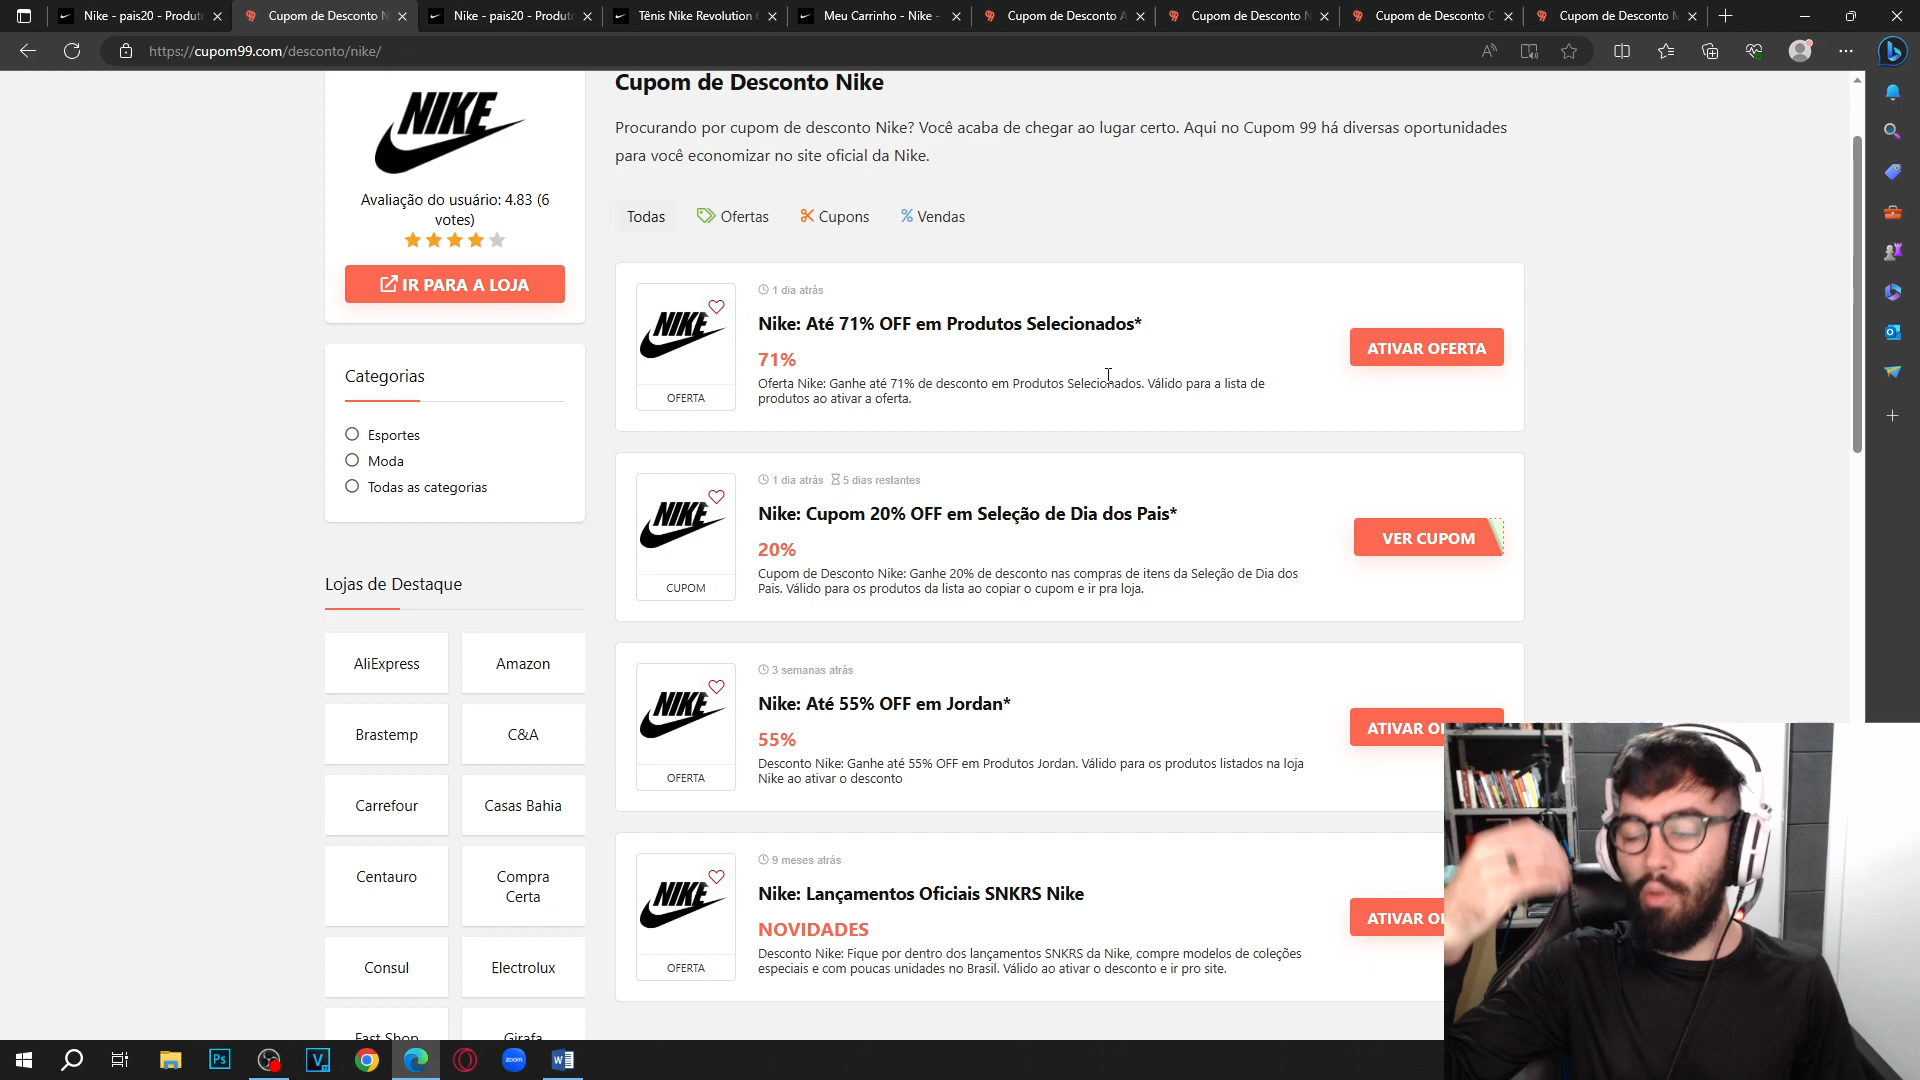 Nike - pais20 - Produt
Cupom de Desconto N
Nike - pais20 - Produt
Tênis Nike Revolution
Meu Carrinho - Nike -
Cupom de Desconto A
Cupom de Desconto N
Cupom de Desconto C
Cupom de Desconto
https://cupom99.com/desconto/nike/
NIKE
Avaliação do usuário: 4.83 (6
votes)
IR PARA A LOJA
Categorias
Esportes
Moda
Todas as categorias
Lojas de Destaque
AliExpress
Amazon
Brastemp
C&A
Carrefour
Casas Bahia
Centauro
Compra
Certa
Consul
Electrolux
Fast Shop
Girafa
Cupom de Desconto Nike
Procurando por cupom de desconto Nike? Você acaba de chegar ao lugar certo. Aqui no Cupom 99 há diversas oportunidades
para você economizar no site oficial da Nike.
Todas
Ofertas
Cupons
Vendas
NIKE
OFERTA
1 dia atrás
Nike: Até 71% OFF em Produtos Selecionados*
71%
Oferta Nike: Ganhe até 71% de desconto em Produtos Selecionados. Válido para a lista de
produtos ao ativar a oferta.
ATIVAR OFERTA
NIKE
CUPOM
1 dia atrás 5 dias restantes
Nike: Cupom 20% OFF em Seleção de Dia dos Pais*
20%
Cupom de Desconto Nike: Ganhe 20% de desconto nas compras de itens da Seleção de Dia dos
Pais. Válido para os produtos da lista ao copiar o cupom e ir pra loja.
VER CUPOM
NIKE
OFERTA
3 semanas atrás
Nike: Até 55% OFF em Jordan*
55%
Desconto Nike: Ganhe até 55% OFF em Produtos Jordan. Válido para os produtos listados na loja
Nike ao ativar o desconto
ATIVAR O
NIKE
OFERTA
9 meses atrás
Nike: Lançamentos Oficiais SNKRS Nike
NOVIDADES
Desconto Nike: Fique por dentro dos lançamentos SNKRS da Nike, compre modelos de coleções
especiais e com poucas unidades no Brasil. Válido ao ativar o desconto e ir pro site.
ATIVAR O
Ps
V
zoom
W